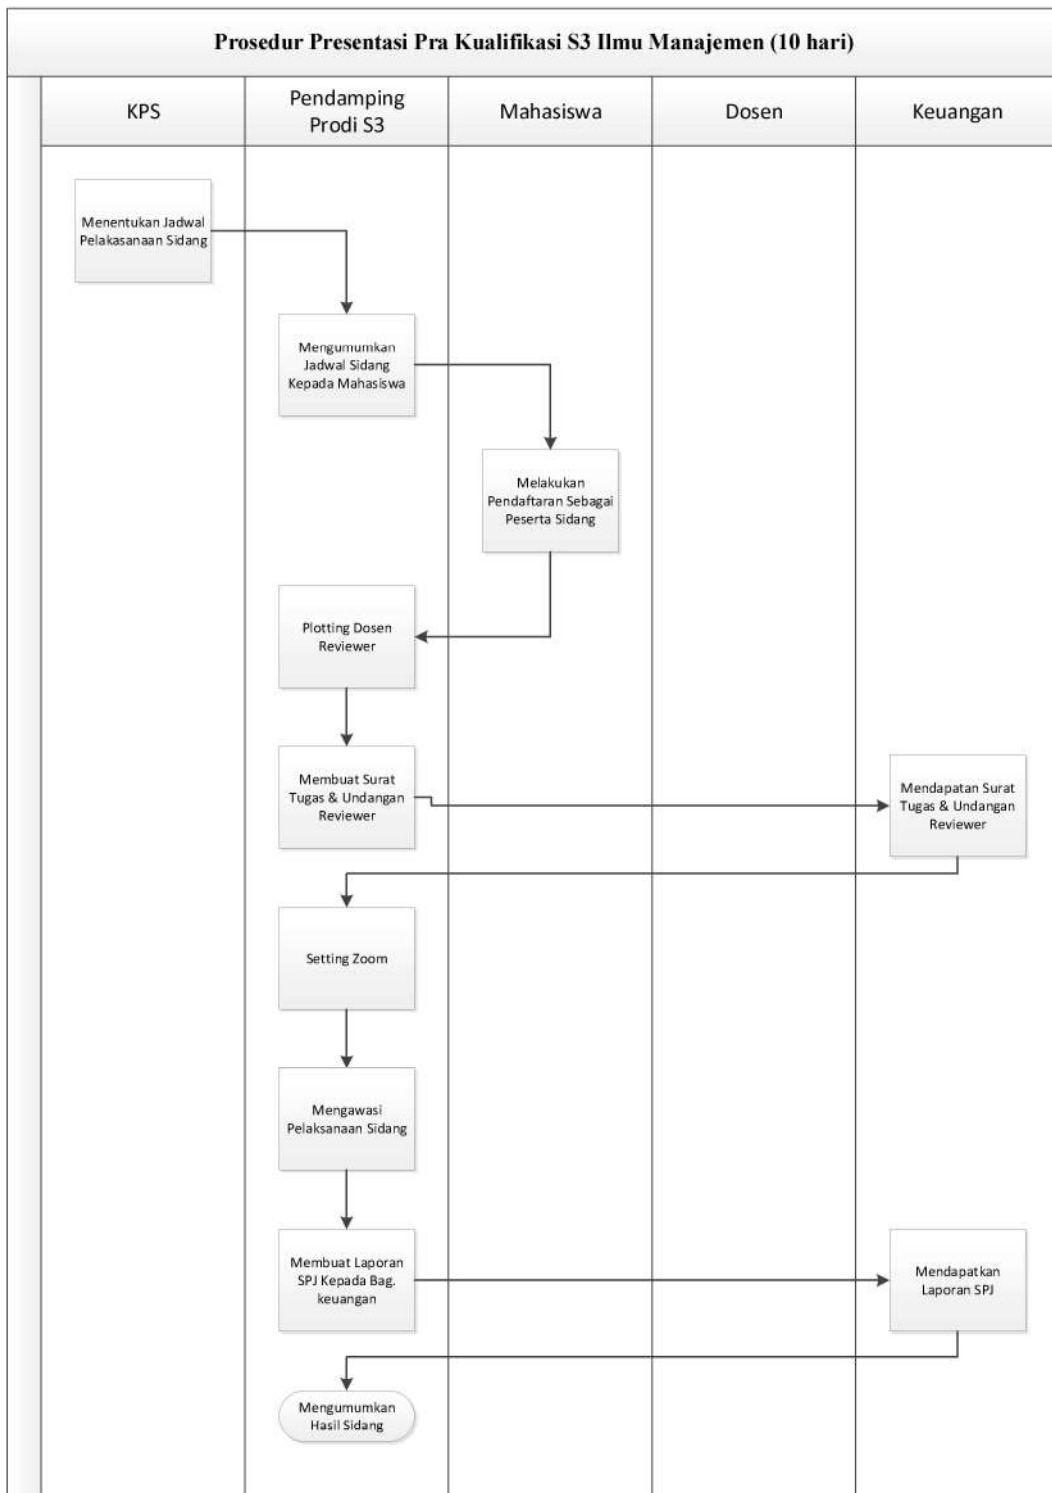 Prosedur Presentasi Pra Kualifikasi S3 Ilmu Manajemen (10 hari)
KPS
Pendamping
Prodi S3
Mahasiswa
Dosen
Keuangan
Menentukan Jadwal
Pelakasanaan Sidang
Mengumumkan
Jadwal Sidang
Kepada Mahasiswa
Melakukan
Pendaftaran Sebagai
Peserta Sidang
Plotting Dosen
Reviewer
Membuat Surat
Tugas & Undangan
Reviewer
Mendapatan Surat
Tugas & Undangan
Reviewer
Setting Zoom
Mengawasi
Pelaksanaan Sidang
Membuat Laporan
SPJ Kepada Bag.
keuangan
Mendapatkan
Laporan SPJ
Mengumumkan
Hasil Sidang